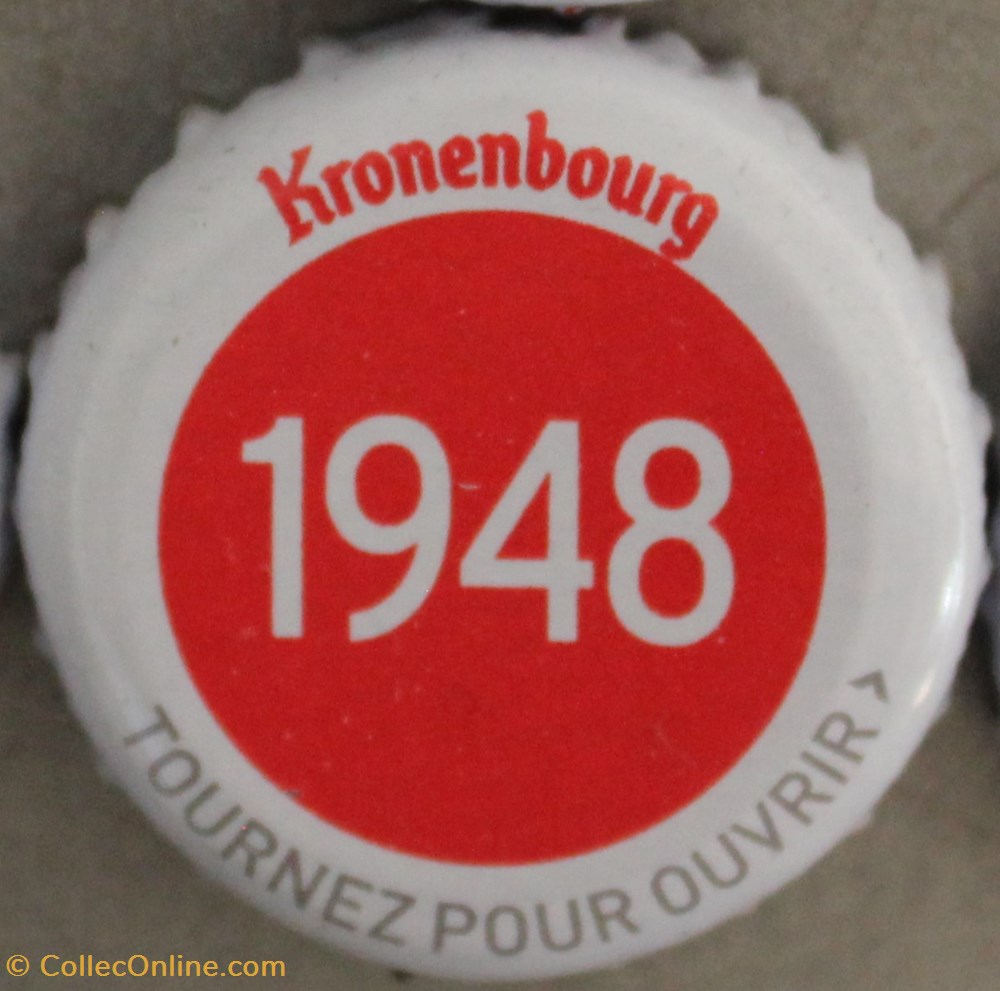 Kronenbourg
1948
TOURNEZ POUR OUVRIR >
© CollecOnline.com